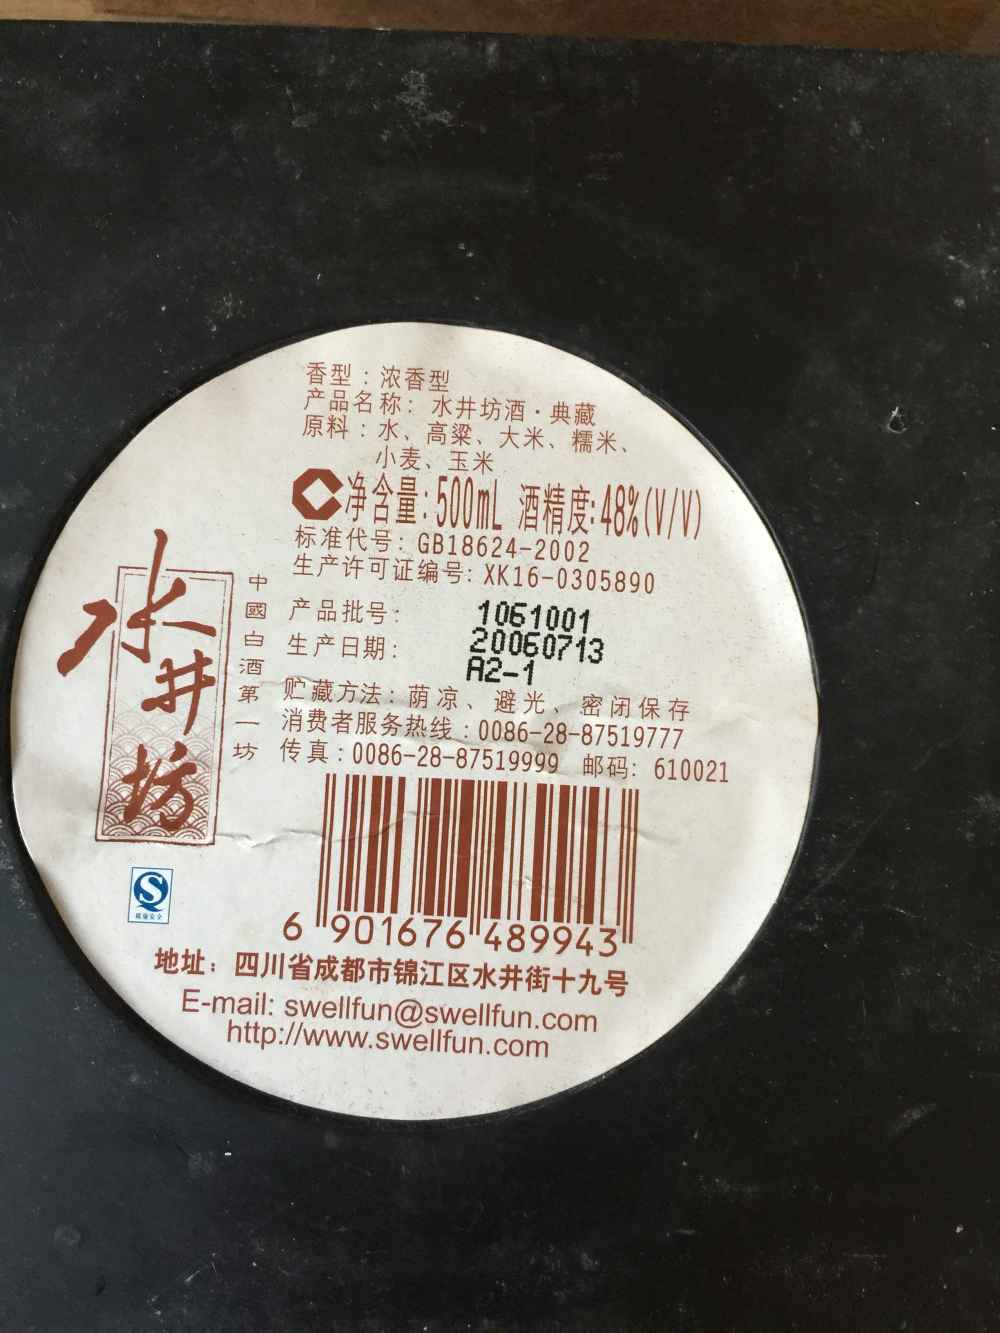 香型：浓香型
产品名称：水井坊酒·典藏
原料：水、高粱、大米、糯米、
小麦、玉米
净含量:500mL 酒精度:48%(V/V)
标准代号：GB18624-2002
生产许可证编号：XK16-0305890
产品批号： 1061001
生产日期： 20060713
A2-1
贮藏方法：荫凉、避光、密闭保存
消费者服务热线：0086-28-87519777
传真：0086-28-87519999 邮码：610021
水井坊
中國白酒第一坊
质量安全
6 901676 489943
地址：四川省成都市锦江区水井街十九号
E-mail: swellfun@swellfun.com
http://www.swellfun.com